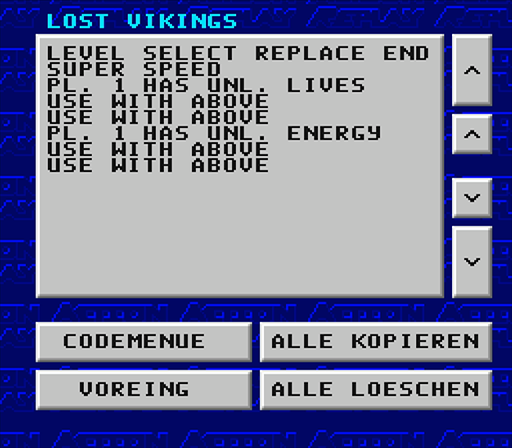 LOST VIKINGS
LEVEL SELECT REPLACE END
SUPER SPEED
PL. 1 HAS UNL. LIVES
USE WITH ABOVE
USE WITH ABOVE
PL. 1 HAS UNL. ENERGY
USE WITH ABOVE
USE WITH ABOVE
CODEMENUE
ALLE KOPIEREN
VOREING
ALLE LOESCHEN